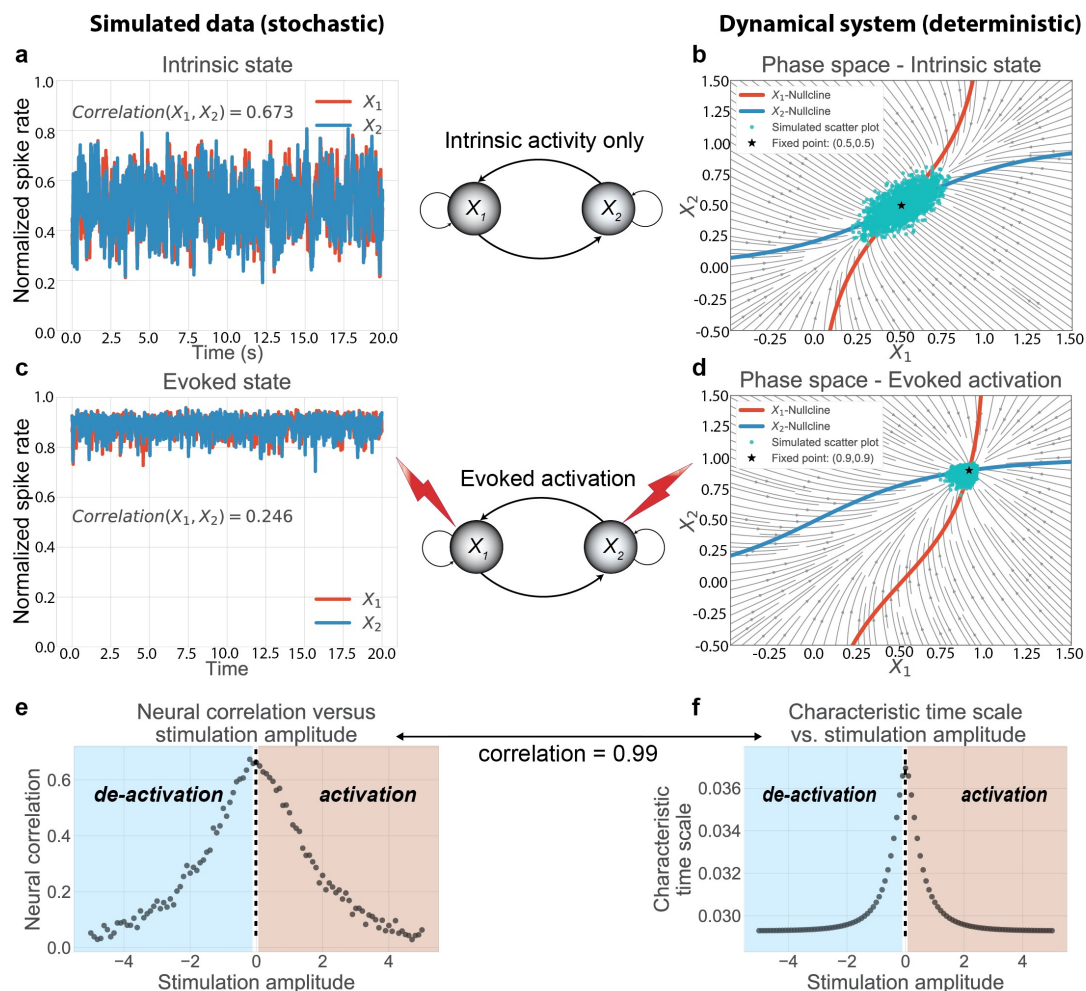 Simulated data (stochastic)
Dynamical system (deterministic)
a
Intrinsic state
Correlation(X1, X2) = 0.673
X1
X2
Normalized spike rate
1.0
0.8
0.6
0.4
0.2
0.0
0.0 2.5 5.0 7.5 10.0 12.5 15.0 17.5 20.0
Time (s)
Intrinsic activity only
X1
X2
b
Phase space - Intrinsic state
X1-Nullcline
X2-Nullcline
Simulated scatter plot
Fixed point: (0.5,0.5)
X2
1.50
1.25
1.00
0.75
0.50
0.25
0.00
-0.25
-0.50
-0.25 0.00 0.25 0.50 0.75 1.0 1.25 1.50
X1
c
Evoked state
Correlation(X1, X2) = 0.246
X1
X2
Normalized spike rate
1.0
0.8
0.6
0.4
0.2
0.0
0.0 2.5 5.0 7.5 10.0 12.5 15.0 17.5 20.0
Time
Evoked activation
X1
X2
d
Phase space - Evoked activation
X1-Nullcline
X2-Nullcline
Simulated scatter plot
Fixed point: (0.9,0.9)
X2
1.50
1.25
1.00
0.75
0.50
0.25
0.00
-0.25
-0.50
-0.25 0.00 0.25 0.50 0.75 1.0 1.25 1.50
X1
e
Neural correlation versus
stimulation amplitude
de-activation
activation
Neural correlation
0.6
0.4
0.2
0.0
−4 −2 0 2 4
Stimulation amplitude
correlation = 0.99
f
Characteristic time scale
vs. stimulation amplitude
de-activation
activation
Characteristic
time scale
0.036
0.034
0.032
0.030
−4 −2 0 2 4
Stimulation amplitude